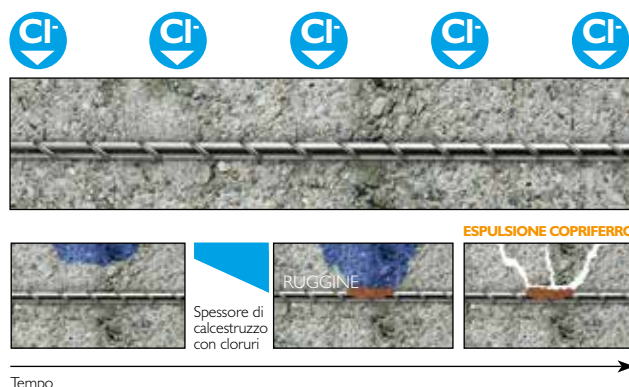 Cl- Cl- Cl- Cl- Cl-
ESPULSIONE COPRIFERRO
RUGGINE
Spessore di
calcestruzzo
con cloruri
Tempo